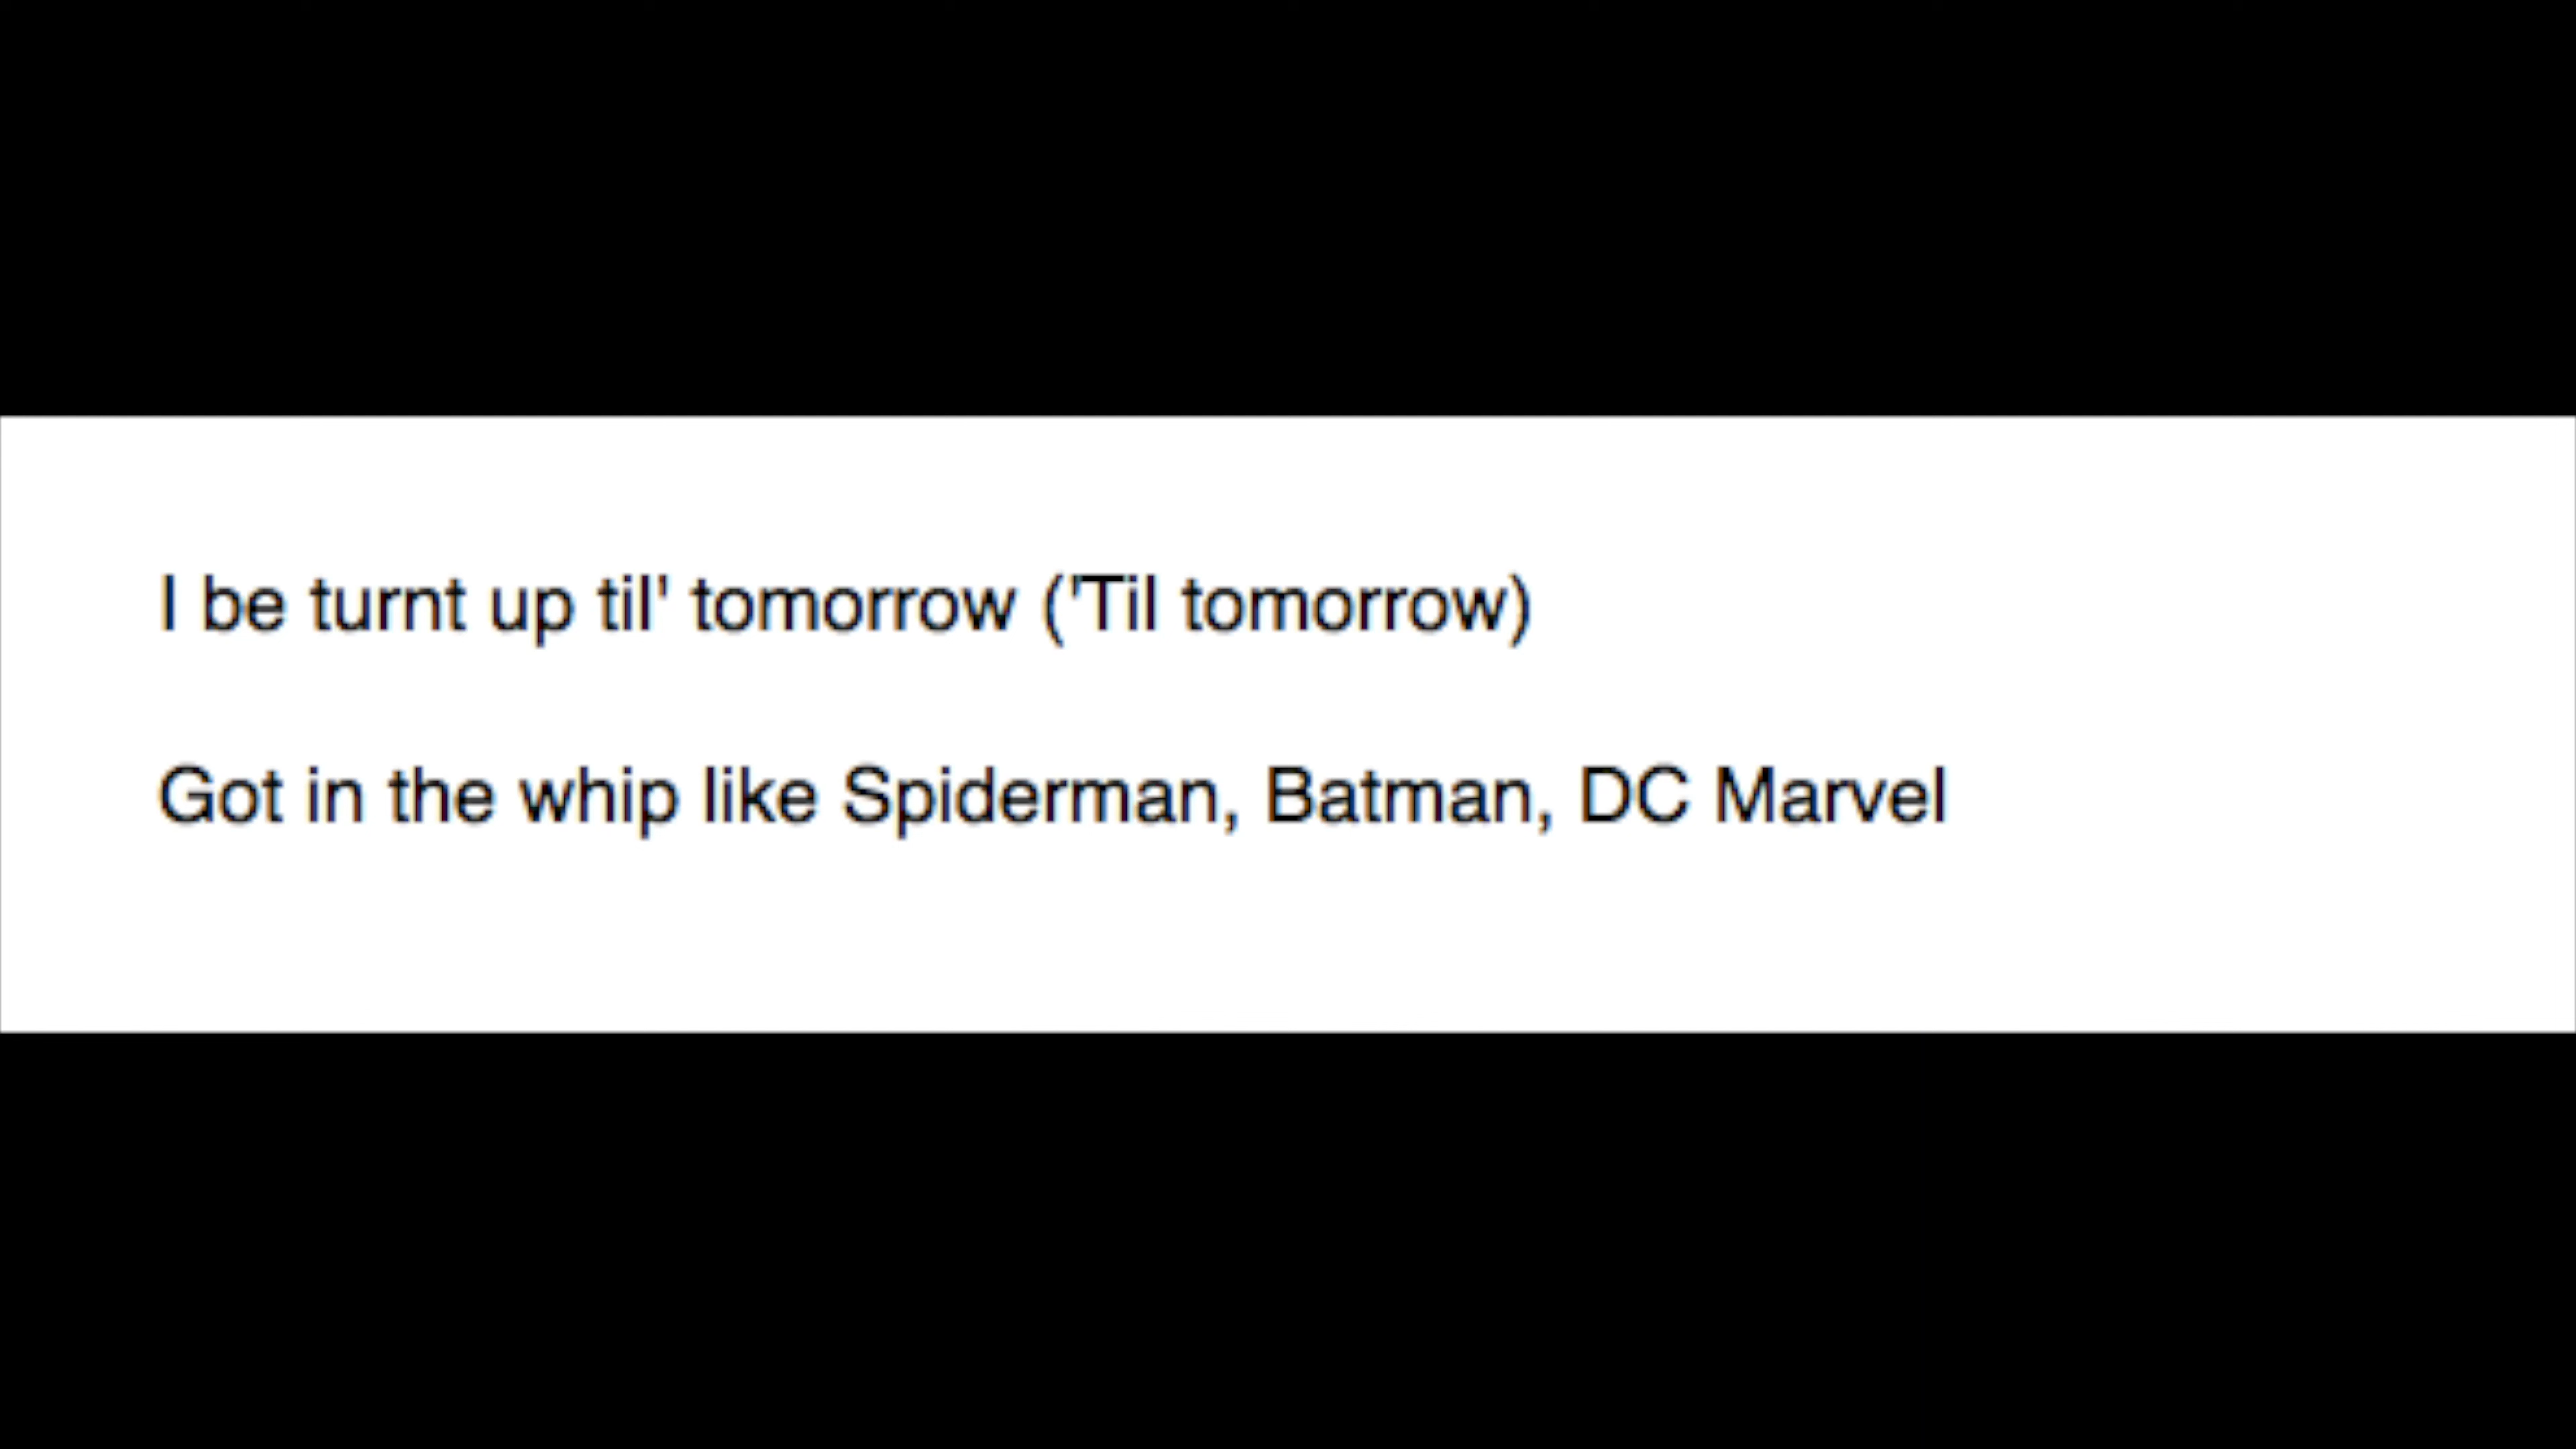 I be turnt up til' tomorrow ('Til tomorrow)
Got in the whip like Spiderman, Batman, DC Marvel